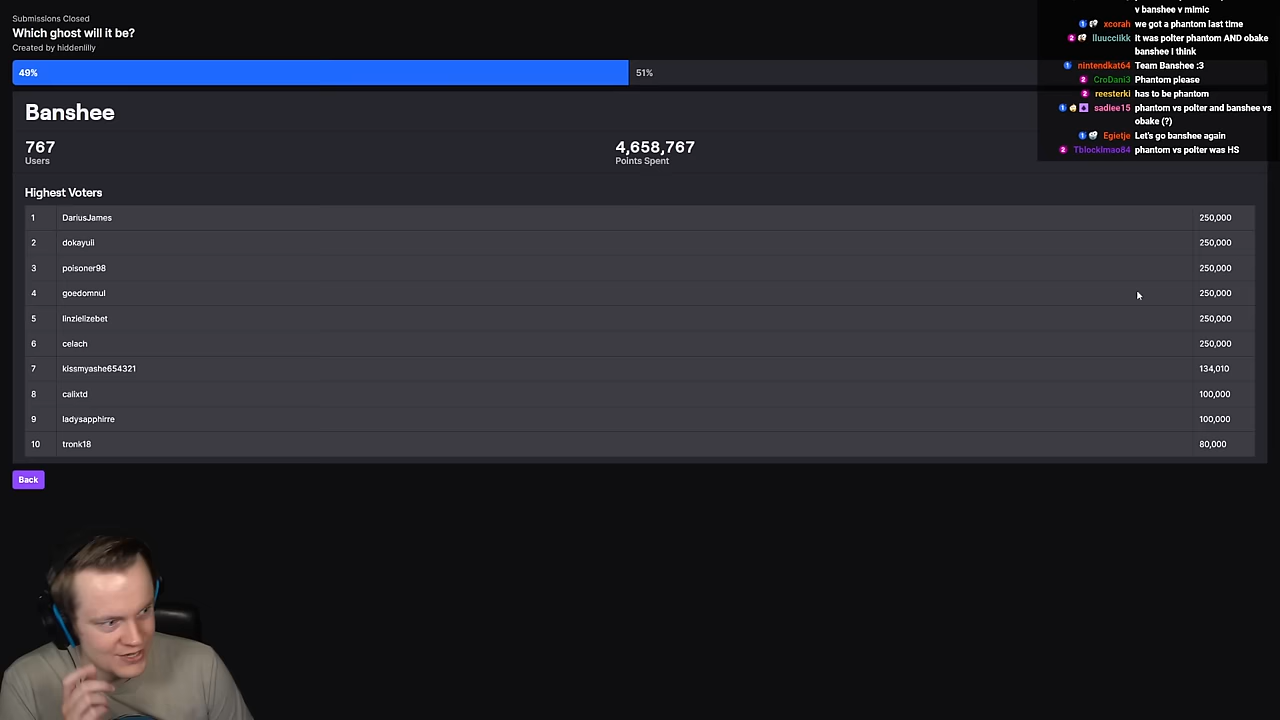 Submissions Closed
Which ghost will it be?
Created by hiddenlilly
49%
51%
Banshee
767
Users
4,658,767
Points Spent
Highest Voters
1 DariusJames 250,000
2 dokayuii 250,000
3 poisoner98 250,000
4 goedomnul 250,000
5 linzielizebet 250,000
6 celach 250,000
7 kissmyashe654321 134,010
8 calixtd 100,000
9 ladysapphirre 100,000
10 tronk18 80,000
Back
v banshee v mimic
xcorah we got a phantom last time
lluucclikk It was polter phantom AND obake
banshee I think
nintendkat64 Team Banshee :3
CroDani3 Phantom please
reesterki has to be phantom
sadiee15 phantom vs polter and banshee vs
obake (?)
Egietje Let's go banshee again
Tblocklmao84 phantom vs polter was HS